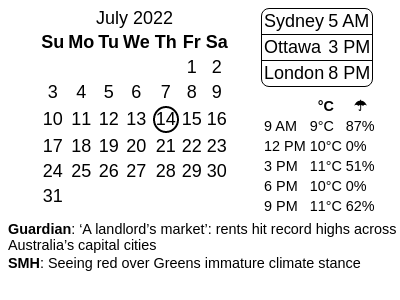 July 2022
Su Mo Tu We Th Fr Sa
1 2
3 4 5 6 7 8 9
10 11 12 13 14 15 16
17 18 19 20 21 22 23
24 25 26 27 28 29 30
31
Sydney 5 AM
Ottawa 3 PM
London 8 PM
°C ☂
9 AM 9°C 87%
12 PM 10°C 0%
3 PM 11°C 51%
6 PM 10°C 0%
9 PM 11°C 62%
Guardian: ‘A landlord’s market’: rents hit record highs across
Australia’s capital cities
SMH: Seeing red over Greens immature climate stance